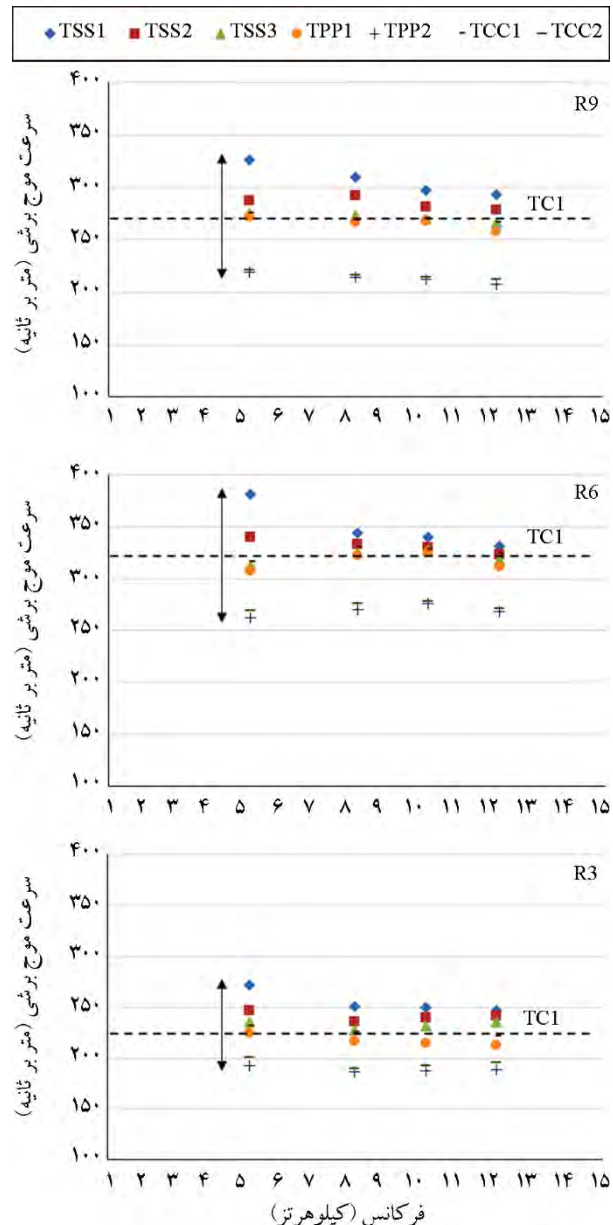 TSS1 TSS2 TSS3 TPP1 TPP2 TCC1 TCC2
R9
سرعت موج برشی (متر بر ثانیه)
۴۰۰
۳۵۰
۳۰۰
۲۵۰
۲۰۰
۱۵۰
۱۰۰
TC1
۱ ۲ ۳ ۴ ۵ ۶ ۷ ۸ ۹ ۱۰ ۱۱ ۱۲ ۱۳ ۱۴ ۱۵
R6
سرعت موج برشی (متر بر ثانیه)
۴۰۰
۳۵۰
۳۰۰
۲۵۰
۲۰۰
۱۵۰
۱۰۰
TC1
۱ ۲ ۳ ۴ ۵ ۶ ۷ ۸ ۹ ۱۰ ۱۱ ۱۲ ۱۳ ۱۴ ۱۵
R3
سرعت موج برشی (متر بر ثانیه)
۴۰۰
۳۵۰
۳۰۰
۲۵۰
۲۰۰
۱۵۰
۱۰۰
TC1
۱ ۲ ۳ ۴ ۵ ۶ ۷ ۸ ۹ ۱۰ ۱۱ ۱۲ ۱۳ ۱۴ ۱۵
فرکانس (کیلوهرتز)